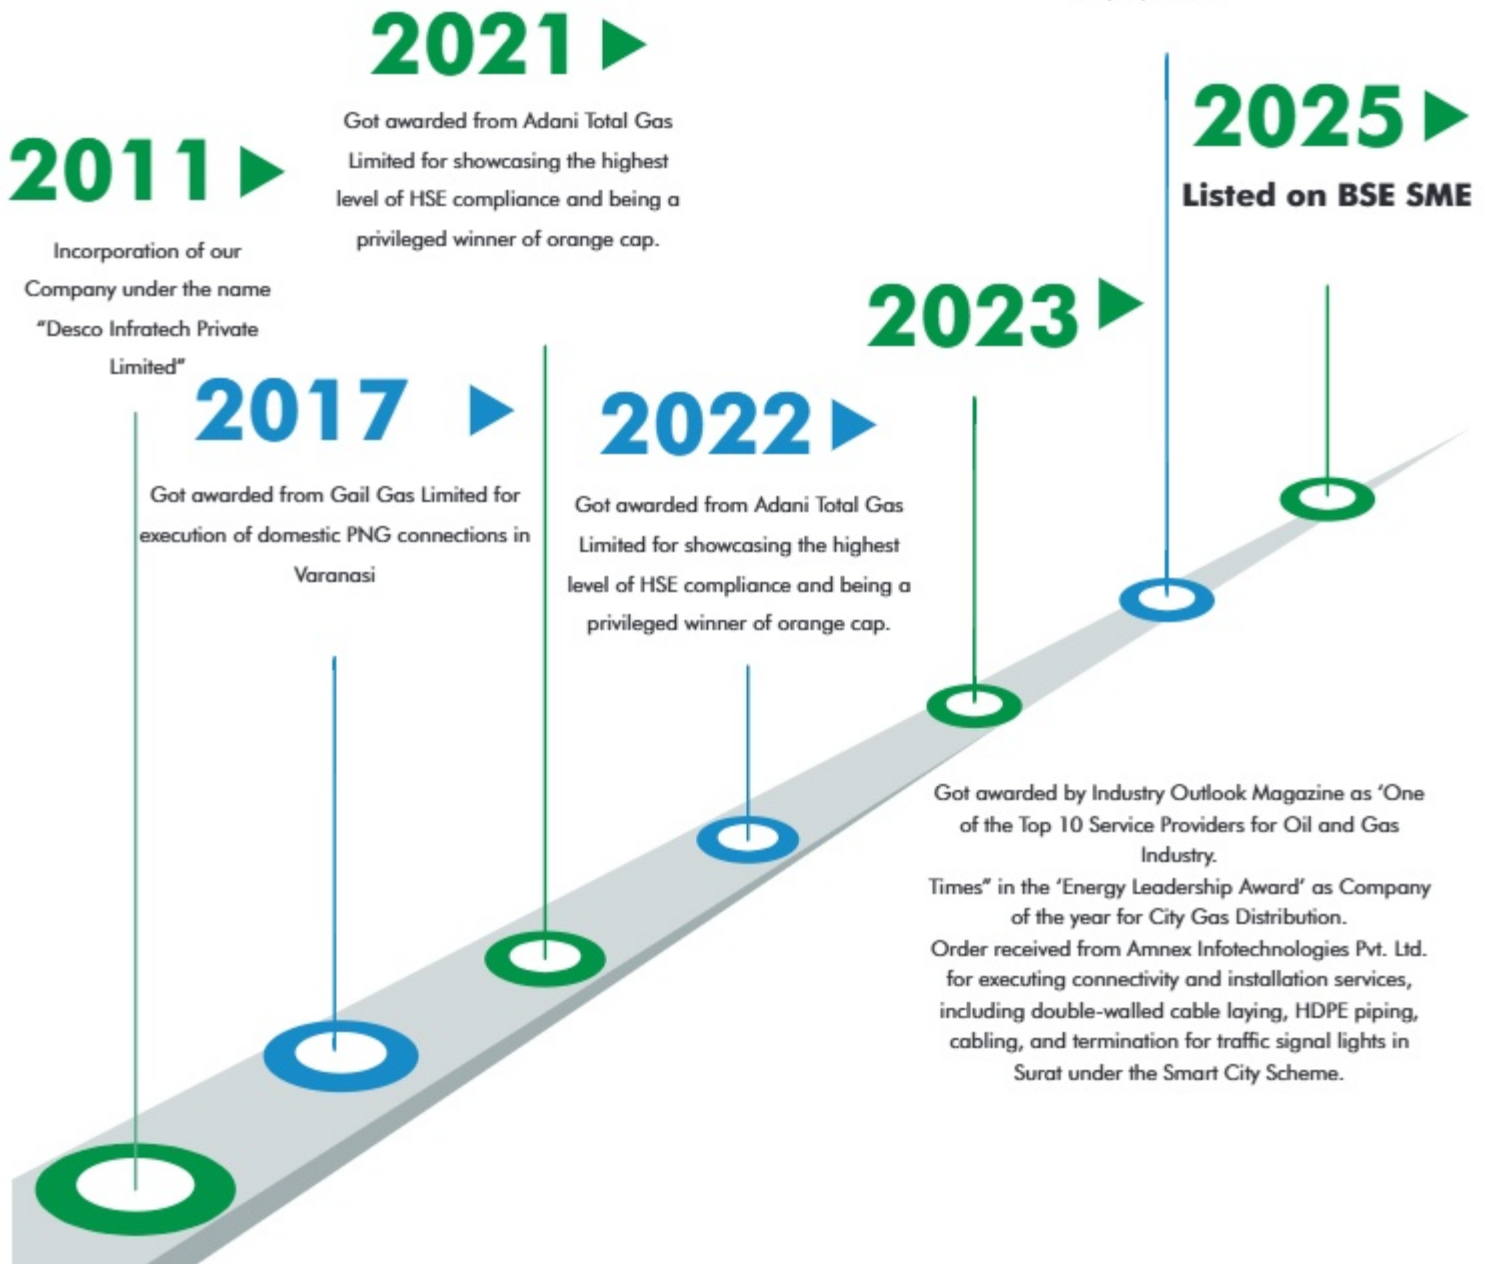 2011
Incorporation of our
Company under the name
“Desco Infratech Private
Limited”
2017
Got awarded from Gail Gas Limited for
execution of domestic PNG connections in
Varanasi
2021
Got awarded from Adani Total Gas
Limited for showcasing the highest
level of HSE compliance and being a
privileged winner of orange cap.
2022
Got awarded from Adani Total Gas
Limited for showcasing the highest
level of HSE compliance and being a
privileged winner of orange cap.
2023
Got awarded by Industry Outlook Magazine as ‘One
of the Top 10 Service Providers for Oil and Gas
Industry.
Times” in the ‘Energy Leadership Award’ as Company
of the year for City Gas Distribution.
Order received from Amnex Infotechnologies Pvt. Ltd.
for executing connectivity and installation services,
including double-walled cable laying, HDPE piping,
cabling, and termination for traffic signal lights in
Surat under the Smart City Scheme.
2025
Listed on BSE SME